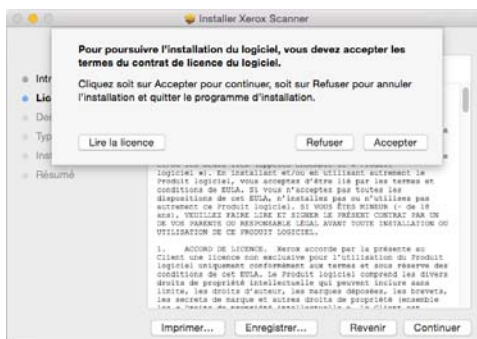 Installer Xerox Scanner
Pour poursuivre l'installation du logiciel, vous devez accepter les
termes du contrat de licence du logiciel.
Cliquez soit sur Accepter pour continuer, soit sur Refuser pour annuler
l'installation et quitter le programme d'installation.
Lire la licence
Refuser
Accepter
Intr
Lic
Des
Typ
Inst
Résumé
logiciel »). En installant et/ou en utilisant autrement le
Produit logiciel, vous acceptez d'être lié par les termes et
conditions de EULA. Si vous n'acceptez pas toutes les
dispositions de cet EULA, n'installez pas ou n'utilisez pas
autrement ce Produit logiciel. SI VOUS ÊTES MINEUR (- de 18
ans), VEUILLEZ FAIRE LIRE ET SIGNER LE PRÉSENT CONTRAT PAR UN
DE VOS PARENTS OU RESPONSABLE LÉGAL AVANT TOUTE INSTALLATION OU
UTILISATION DE CE PRODUIT LOGICIEL.
1. ACCORD DE LICENCE. Xerox accorde par la présente au
Client une licence non exclusive pour l'utilisation du Produit
logiciel uniquement conformément aux termes et sous réserve des
conditions de cet EULA. Le Produit logiciel comprend les divers
droits de propriété intellectuelle qui peuvent inclure sans
limite, les droits d'auteur, les marques déposées, les brevets,
les secrets de marque et autres droits de propriété (ensemble
Imprimer...
Enregistrer...
Revenir
Continuer